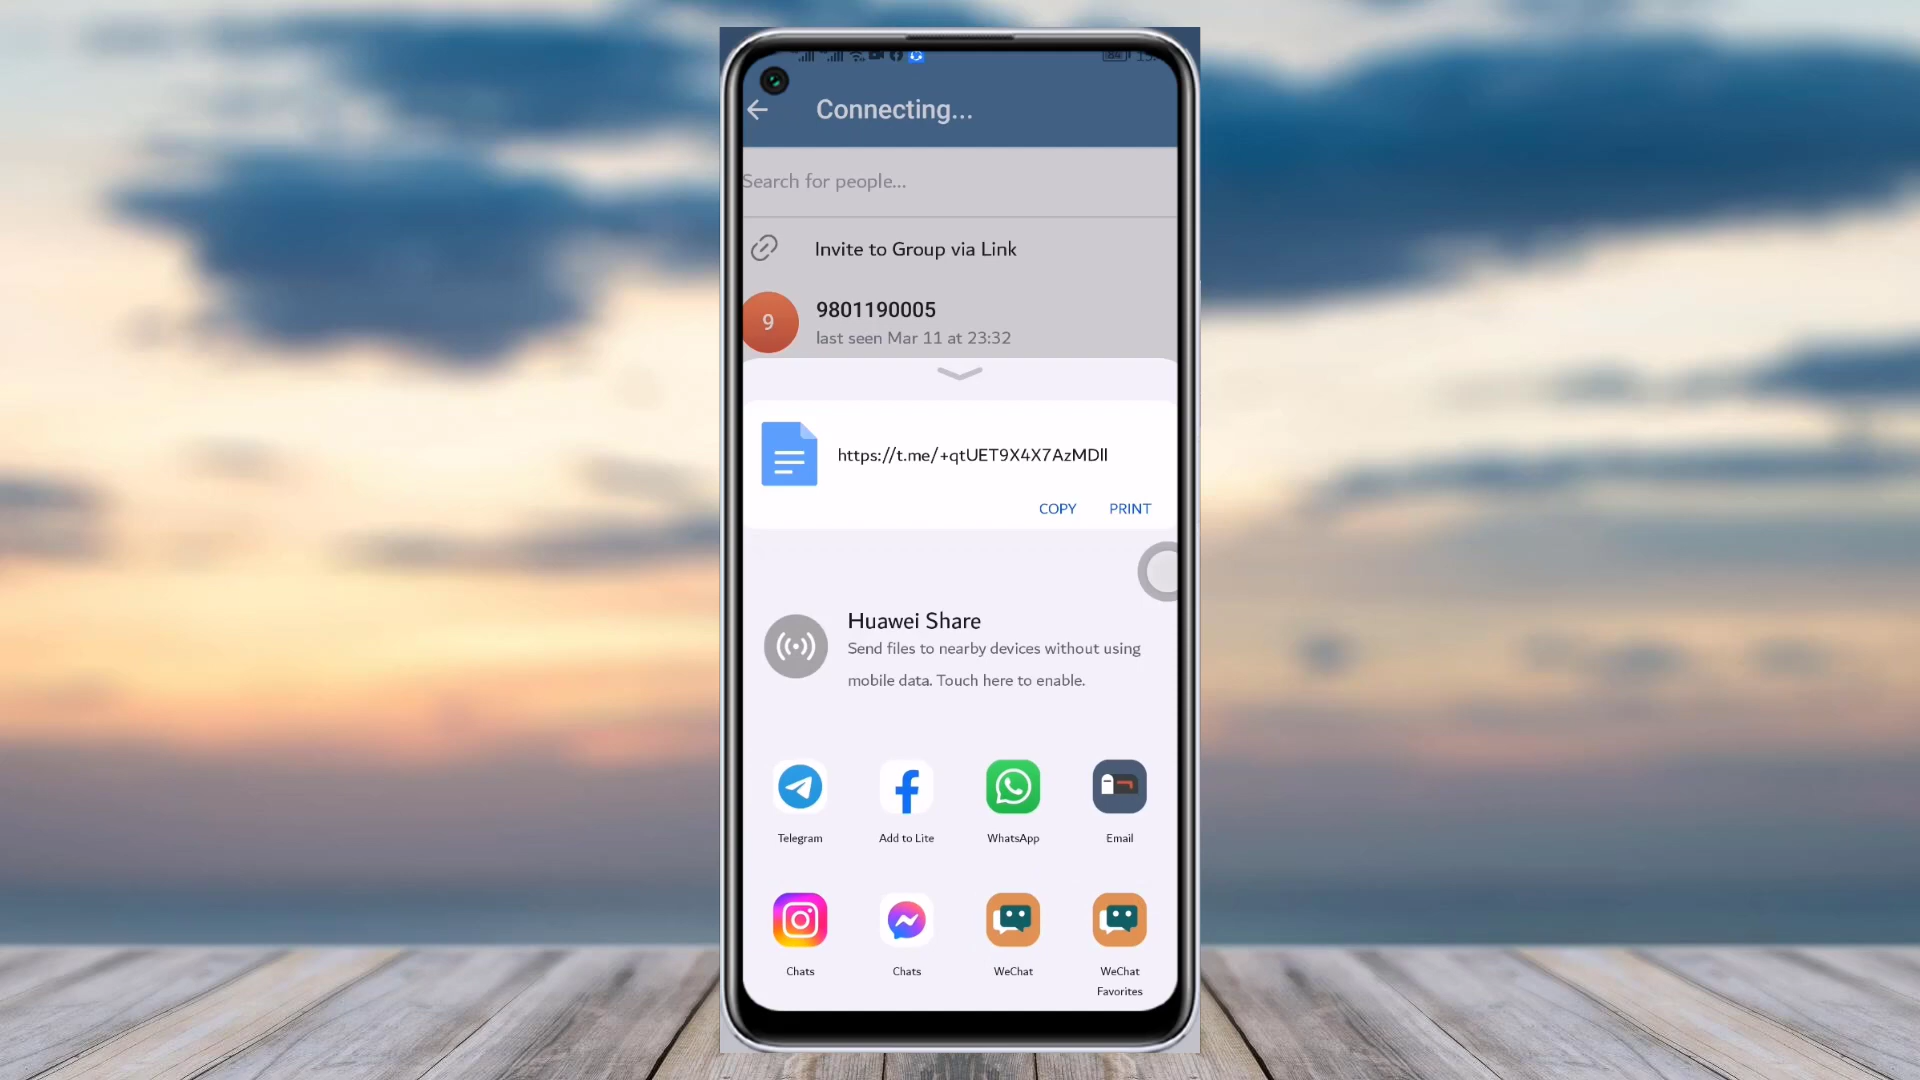 Connecting...
Search for people...
Invite to Group via Link
9
9801190005
last seen Mar 11 at 23:32
https://t.me/+qtUET9X4X7AzMDll
COPY PRINT
Huawei Share
Send files to nearby devices without using
mobile data. Touch here to enable.
Telegram Add to Lite WhatsApp Email
Chats Chats WeChat WeChat
Favorites